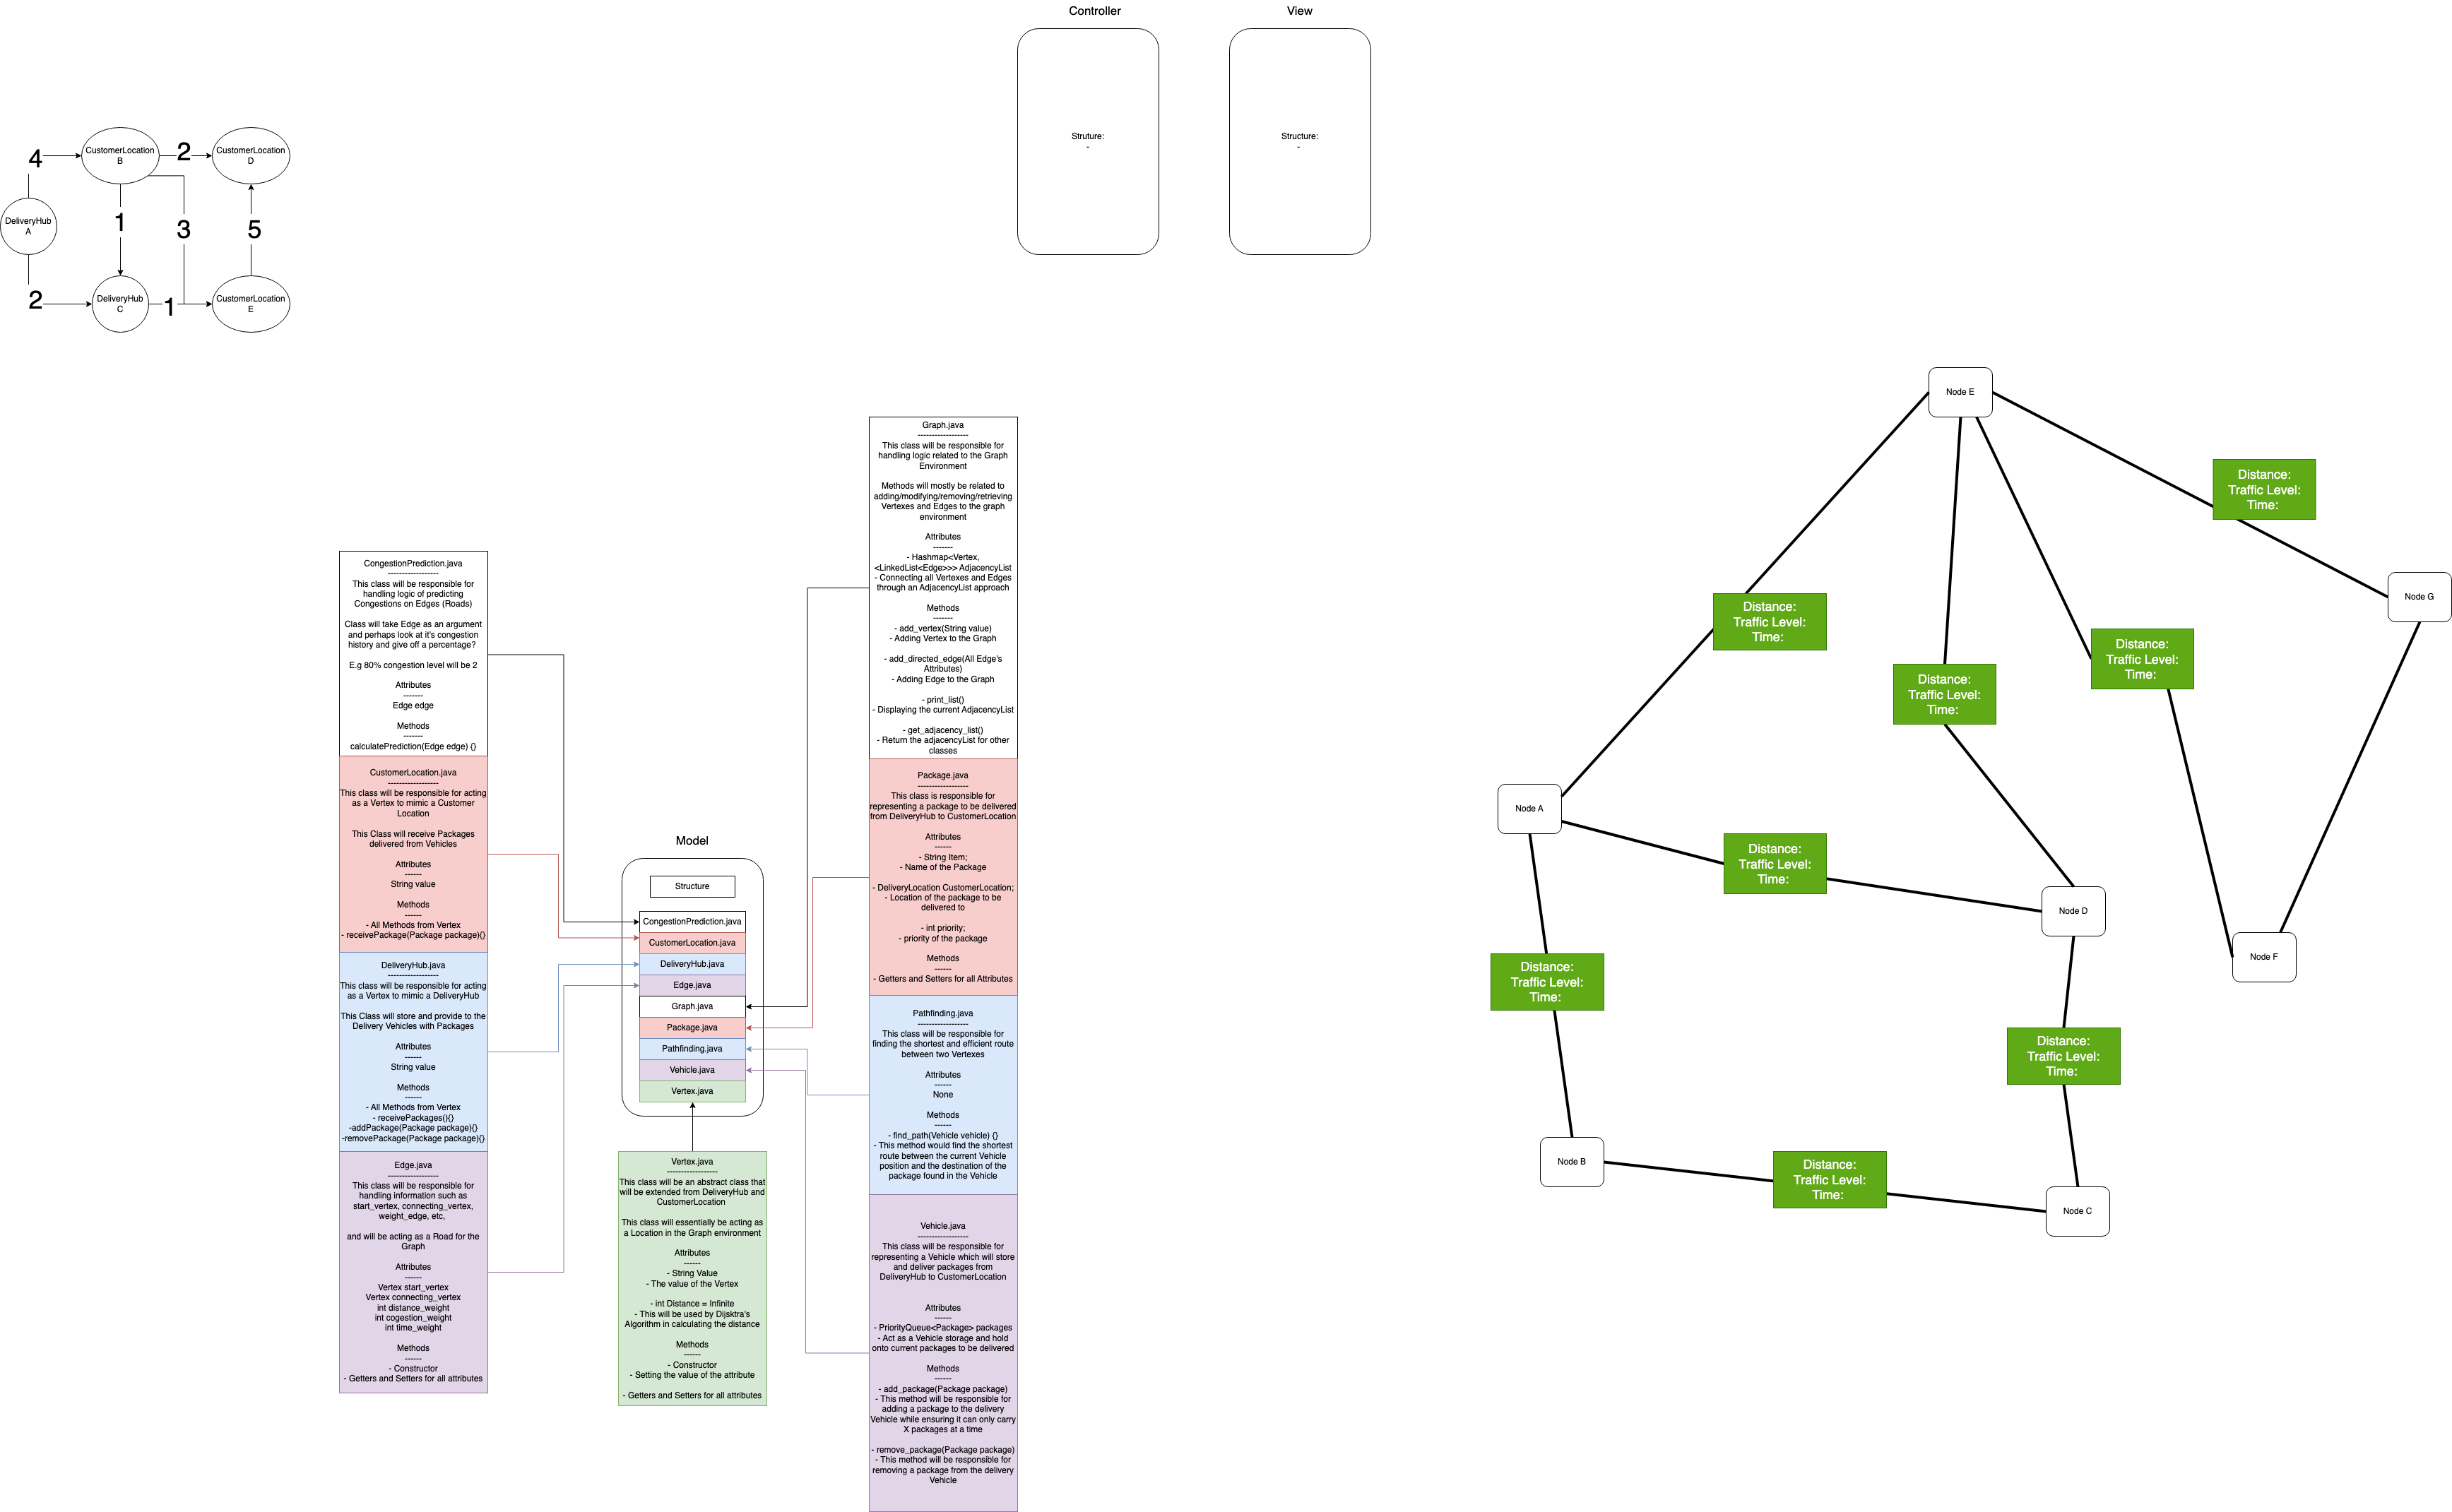 Controller
Struture:
-
View
Structure:
-
4
CustomerLocation
B
2
CustomerLocation
D
DeliveryHub
A
1
3
5
2
DeliveryHub
C
1
CustomerLocation
E
CongestionPrediction.java
------------------
This class will be responsible for
handling logic of predicting
Congestions on Edges (Roads)
Class will take Edge as an argument
and perhaps look at it's congestion
history and give off a percentage?
E.g 80% congestion level will be 2
Attributes
-------
Edge edge
Methods
-------
calculatePrediction(Edge edge) {}
CustomerLocation.java
------------------
This class will be responsible for acting
as a Vertex to mimic a Customer
Location
This Class will receive Packages
delivered from Vehicles
Attributes
------
String value
Methods
------
- All Methods from Vertex
- receivePackage(Package package){}
DeliveryHub.java
------------------
This class will be responsible for acting
as a Vertex to mimic a DeliveryHub
This Class will store and provide to the
Delivery Vehicles with Packages
Attributes
------
String value
Methods
------
- All Methods from Vertex
- receivePackages(){}
-addPackage(Package package){}
-removePackage(Package package){}
Edge.java
------------------
This class will be responsible for
handling information such as
start_vertex, connecting_vertex,
weight_edge, etc,
and will be acting as a Road for the
Graph
Attributes
------
Vertex start_vertex
Vertex connecting_vertex
int distance_weight
int cogestion_weight
int time_weight
Methods
------
- Constructor
- Getters and Setters for all attributes
Model
Structure
CongestionPrediction.java
CustomerLocation.java
DeliveryHub.java
Edge.java
Graph.java
Package.java
Pathfinding.java
Vehicle.java
Vertex.java
Vertex.java
------------------
This class will be an abstract class that
will be extended from DeliveryHub and
CustomerLocation
This class will essentially be acting as
a Location in the Graph environment
Attributes
------
- String Value
- The value of the Vertex
- int Distance = Infinite
- This will be used by Dijsktra's
Algorithm in calculating the distance
Methods
------
- Constructor
- Setting the value of the attribute
- Getters and Setters for all attributes
Graph.java
------------------
This class will be responsible for
handling logic related to the Graph
Environment
Methods will mostly be related to
adding/modifying/removing/retrieving
Vertexes and Edges to the graph
environment
Attributes
-------
- Hashmap<Vertex,
<LinkedList<Edge>>> AdjacencyList
- Connecting all Vertexes and Edges
through an AdjacencyList approach
Methods
-------
- add_vertex(String value)
- Adding Vertex to the Graph
- add_directed_edge(All Edge's
Attributes)
- Adding Edge to the Graph
- print_list()
- Displaying the current AdjacencyList
- get_adjacency_list()
- Return the adjacencyList for other
classes
Package.java
------------------
This class is responsible for
representing a package to be delivered
from DeliveryHub to CustomerLocation
Attributes
------
- String Item;
- Name of the Package
- DeliveryLocation CustomerLocation;
- Location of the package to be
delivered to
- int priority;
- priority of the package
Methods
------
- Getters and Setters for all Attributes
Pathfinding.java
------------------
This class will be responsible for
finding the shortest and efficient route
between two Vertexes
Attributes
------
None
Methods
------
- find_path(Vehicle vehicle) {}
- This method would find the shortest
route between the current Vehicle
position and the destination of the
package found in the Vehicle
Vehicle.java
------------------
This class will be responsible for
representing a Vehicle which will store
and deliver packages from
DeliveryHub to CustomerLocation
Attributes
------
- PriorityQueue<Package> packages
- Act as a Vehicle storage and hold
onto current packages to be delivered
Methods
------
- add_package(Package package)
- This method will be responsible for
adding a package to the delivery
Vehicle while ensuring it can only carry
X packages at a time
- remove_package(Package package)
- This method will be responsible for
removing a package from the delivery
Vehicle
Node E
Distance:
Traffic Level:
Time:
Node G
Distance:
Traffic Level:
Time:
Distance:
Traffic Level:
Time:
Distance:
Traffic Level:
Time:
Node A
Distance:
Traffic Level:
Time:
Node D
Node F
Distance:
Traffic Level:
Time:
Distance:
Traffic Level:
Time:
Node B
Distance:
Traffic Level:
Time:
Node C